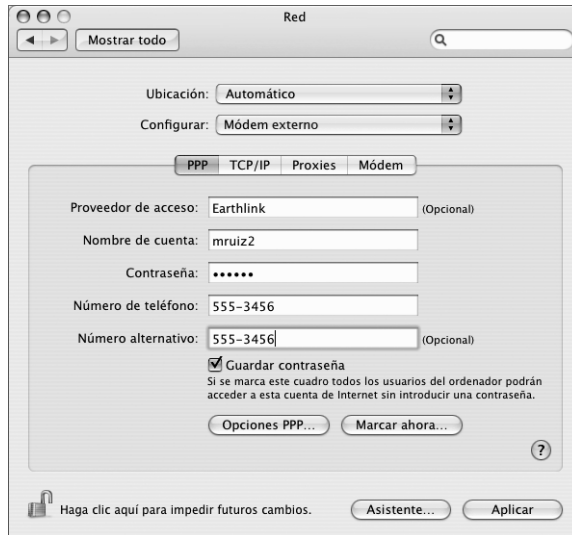 Red
Mostrar todo
Ubicación: Automático
Configurar: Módem externo
PPP TCP/IP Proxies Módem
Proveedor de acceso: Earthlink (Opcional)
Nombre de cuenta: mruiz2
Contraseña: ••••••
Número de teléfono: 555-3456
Número alternativo: 555-3456 (Opcional)
Guardar contraseña
Si se marca este cuadro todos los usuarios del ordenador podrán
acceder a esta cuenta de Internet sin introducir una contraseña.
Opciones PPP... Marcar ahora...
?
Haga clic aquí para impedir futuros cambios. Asistente... Aplicar